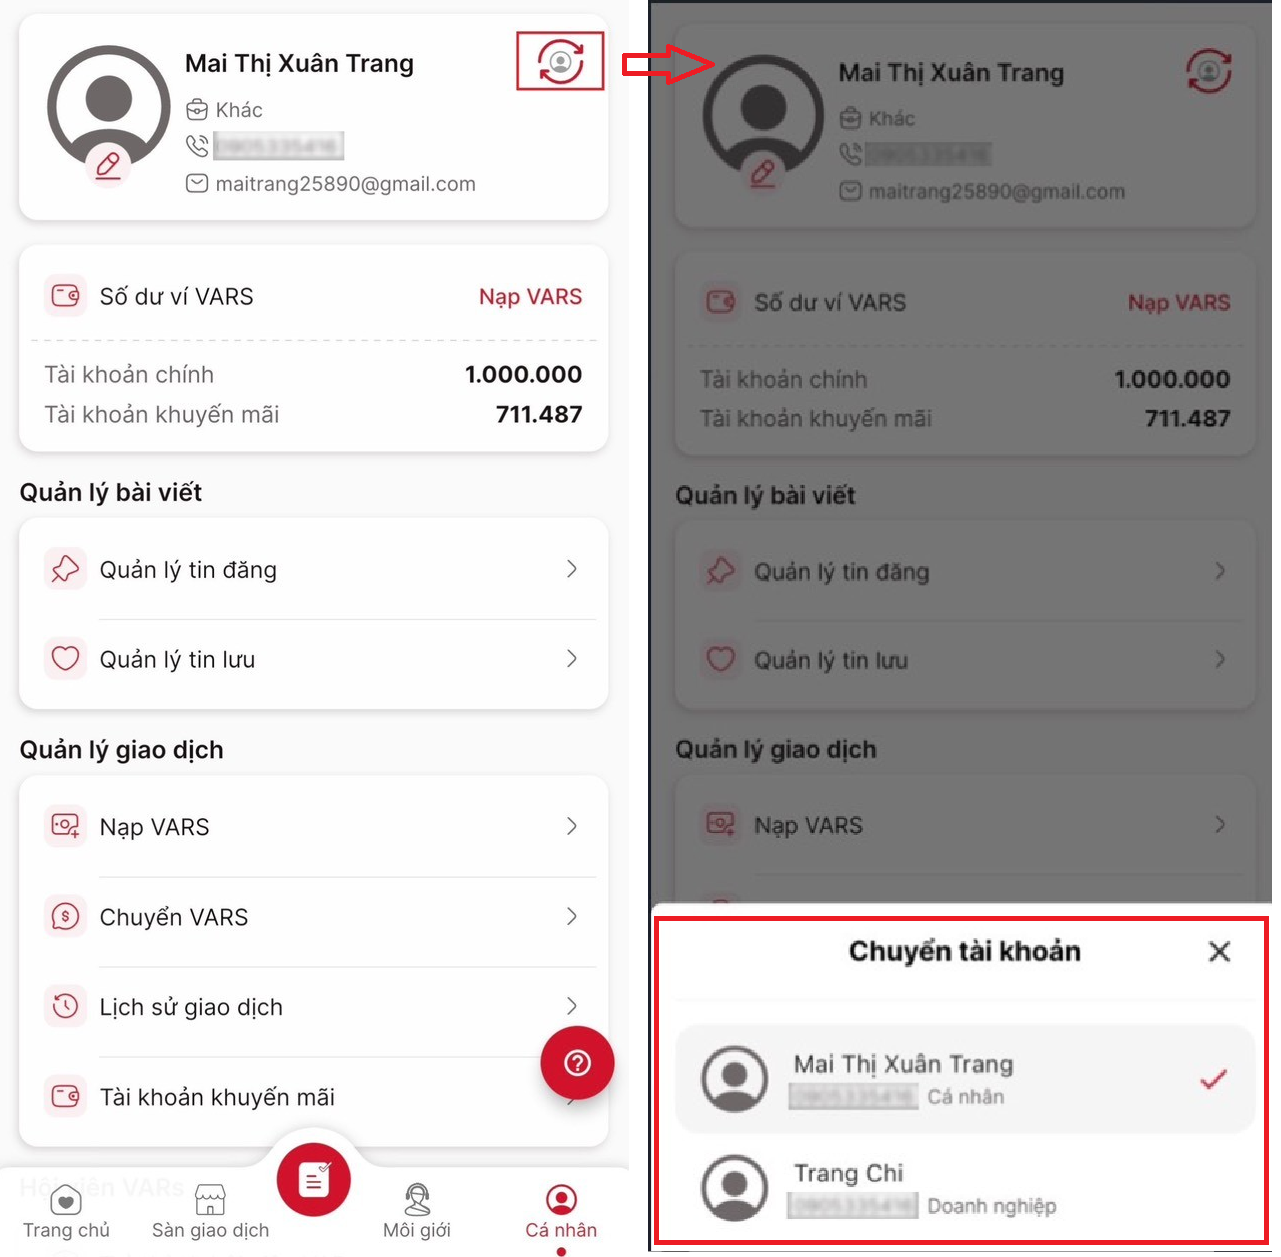 Mai Thị Xuân Trang
Khác
maitrang25890@gmail.com
Số dư ví VARS
Nạp VARS
Tài khoản chính
1.000.000
Tài khoản khuyến mãi
711.487
Quản lý bài viết
Quản lý tin đăng
Quản lý tin lưu
Quản lý giao dịch
Nạp VARS
Chuyển VARS
Lịch sử giao dịch
Tài khoản khuyến mãi
Hội viên VARs
Trang chủ
Sàn giao dịch
Môi giới
Cá nhân
Mai Thị Xuân Trang
Khác
maitrang25890@gmail.com
Số dư ví VARS
Nạp VARS
Tài khoản chính
1.000.000
Tài khoản khuyến mãi
711.487
Quản lý bài viết
Quản lý tin đăng
Quản lý tin lưu
Quản lý giao dịch
Nạp VARS
Chuyển tài khoản
Mai Thị Xuân Trang
Cá nhân
Trang Chi
Doanh nghiệp